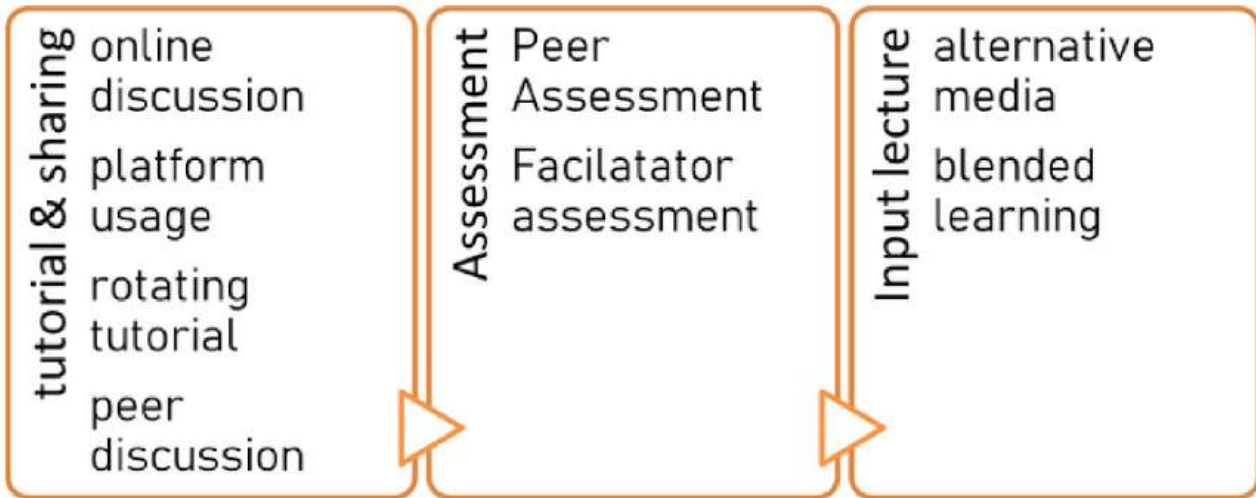 tutorial & sharing
online
discussion
platform
usage
rotating
tutorial
peer
discussion
Assessment
Peer
Assessment
Facilatator
assessment
Input lecture
alternative
media
blended
learning